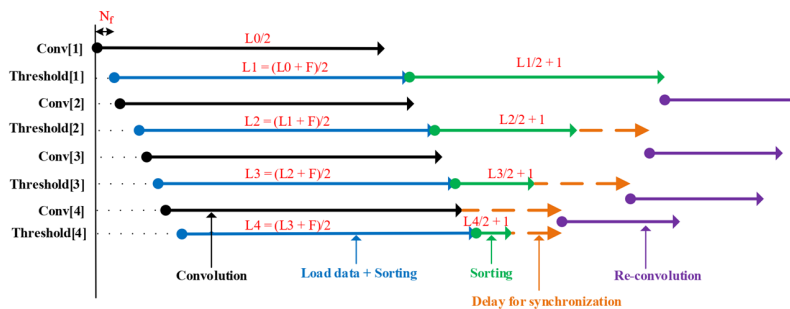 N_f
L0/2
Conv[1]
Threshold[1]
L1 = (L0 + F)/2
L1/2 + 1
Conv[2]
Threshold[2]
L2 = (L1 + F)/2
L2/2 + 1
Conv[3]
Threshold[3]
L3 = (L2 + F)/2
L3/2 + 1
Conv[4]
Threshold[4]
L4 = (L3 + F)/2
L4/2 + 1
Convolution
Load data + Sorting
Sorting
Re-convolution
Delay for synchronization